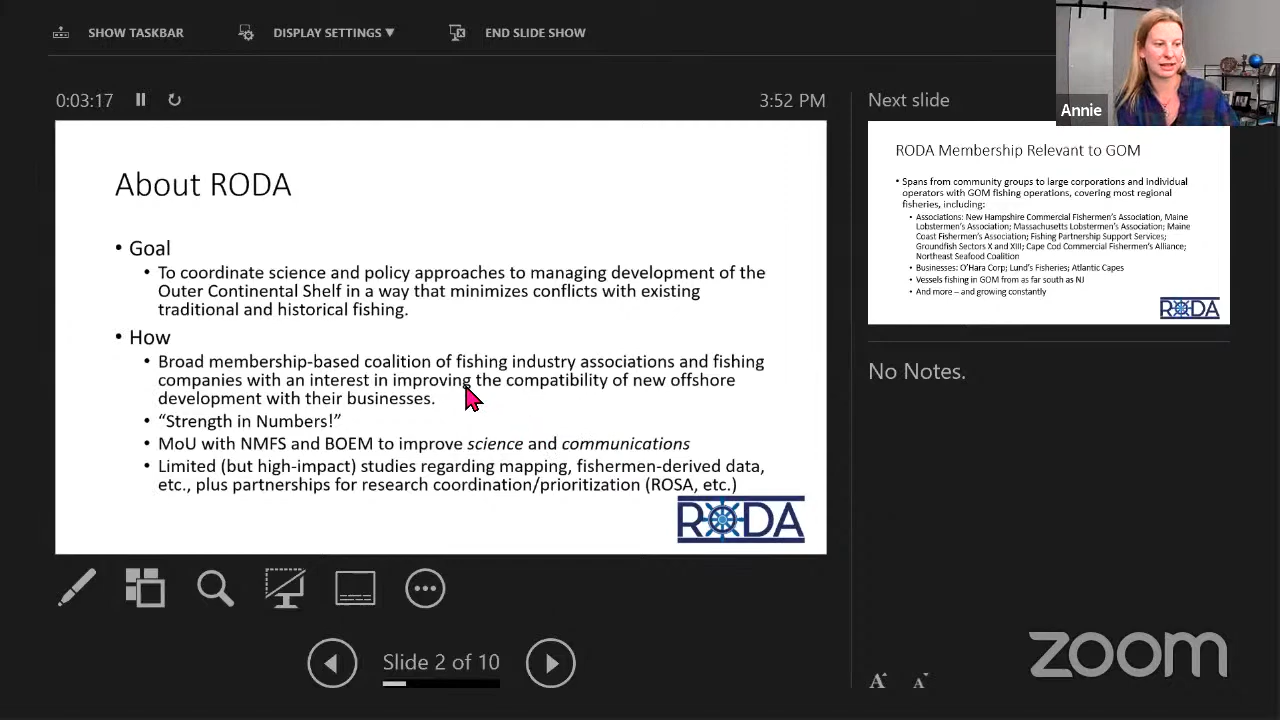 SHOW TASKBAR
DISPLAY SETTINGS ▼
END SLIDE SHOW
Annie
0:03:17
3:52 PM
About RODA
• Goal
• To coordinate science and policy approaches to managing development of the
Outer Continental Shelf in a way that minimizes conflicts with existing
traditional and historical fishing.
• How
• Broad membership-based coalition of fishing industry associations and fishing
companies with an interest in improving the compatibility of new offshore
development with their businesses.
• “Strength in Numbers!”
• MoU with NMFS and BOEM to improve science and communications
• Limited (but high-impact) studies regarding mapping, fishermen-derived data,
etc., plus partnerships for research coordination/prioritization (ROSA, etc.)
RODA
Next slide
RODA Membership Relevant to GOM
• Spans from community groups to large corporations and individual
operators with GOM fishing operations, covering most regional
fisheries, including:
• Associations: New Hampshire Commercial Fishermen’s Association, Maine
Lobstermen’s Association; Massachusetts Lobstermen’s Association; Maine
Coast Fishermen’s Association; Fishing Partnership Support Services;
Groundfish Sectors X and XIII; Cape Cod Commercial Fishermen’s Alliance;
Northeast Seafood Coalition
• Businesses: O’Hara Corp; Lund’s Fisheries; Atlantic Capes
• Vessels fishing in GOM from as far south as NJ
• And more – and growing constantly
RODA
No Notes.
Slide 2 of 10
A A
zoom